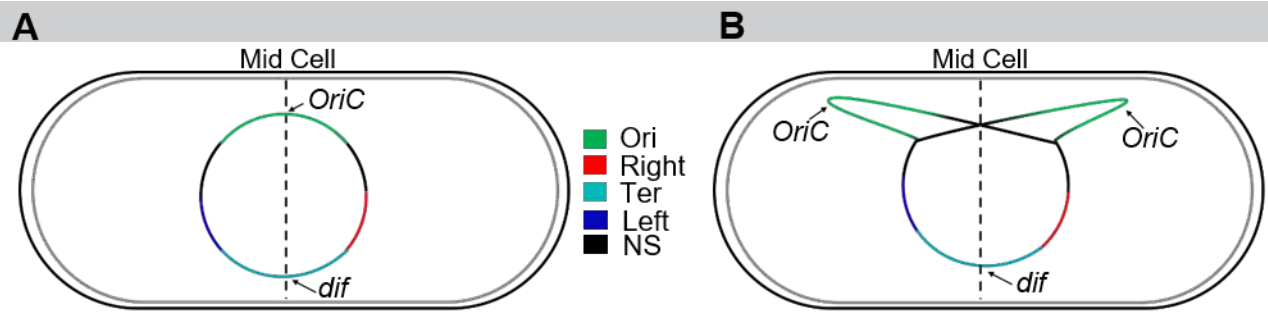 A
B
Mid Cell
OriC
dif
Ori
Right
Ter
Left
NS
Mid Cell
OriC
OriC
dif